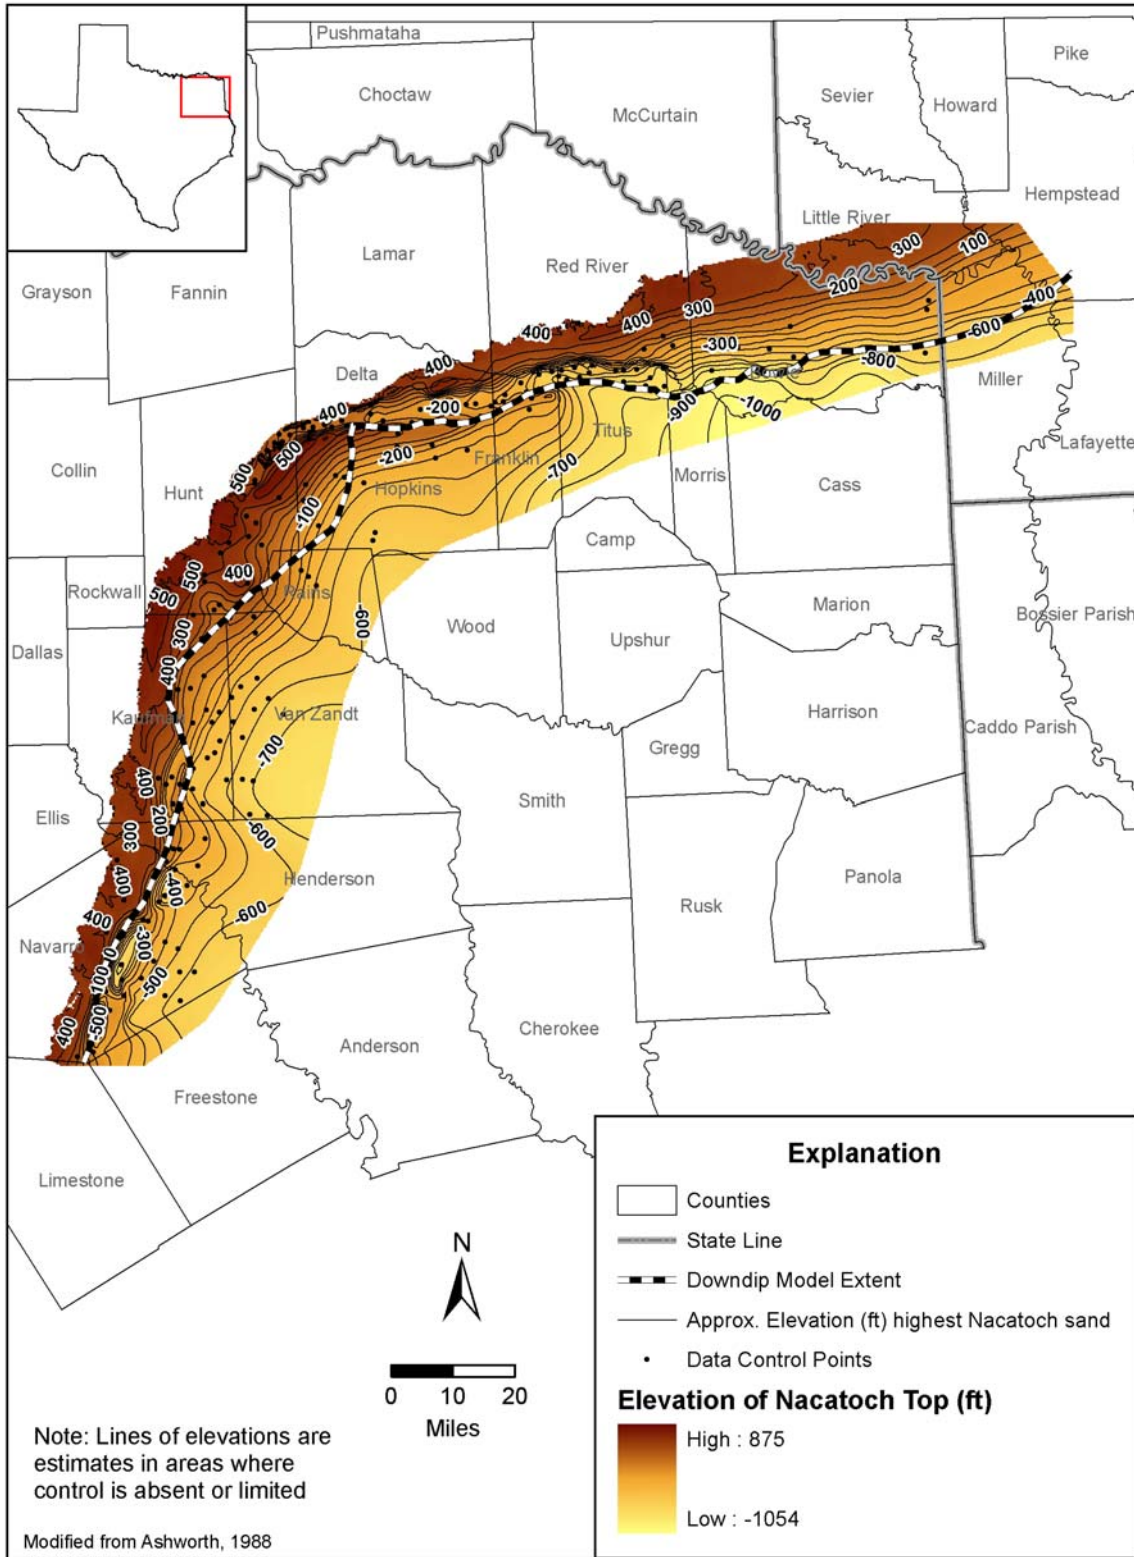 Pushmataha
Choctaw
McCurtain
Sevier
Howard
Pike
Little River
Hempstead
Lamar
Red River
Grayson
Fannin
300
100
200
-400
400
300
400
-600
-300
-800
Delta
400
Bowie
Miller
-200
-400
-900
-1000
Titus
Lafayette
500
-200
Franklin
-700
Collin
500
Hunt
Hopkins
Morris
Cass
-100
Camp
500
400
Rockwall
500
Rains
Marion
Bossier Parish
-600
Wood
Upshur
Dallas
300
400
Kaufman
Van Zandt
Harrison
Caddo Parish
-700
Gregg
400
Smith
Ellis
200
300
-600
400
-400
Henderson
Panola
Rusk
400
-600
Navarro
-300
0
100
-500
400
-500
Cherokee
Anderson
Freestone
Limestone
N
0 10 20
Miles
Note: Lines of elevations are
estimates in areas where
control is absent or limited
Modified from Ashworth, 1988
Explanation
Counties
State Line
Downdip Model Extent
Approx. Elevation (ft) highest Nacatoch sand
Data Control Points
Elevation of Nacatoch Top (ft)
High : 875
Low : -1054